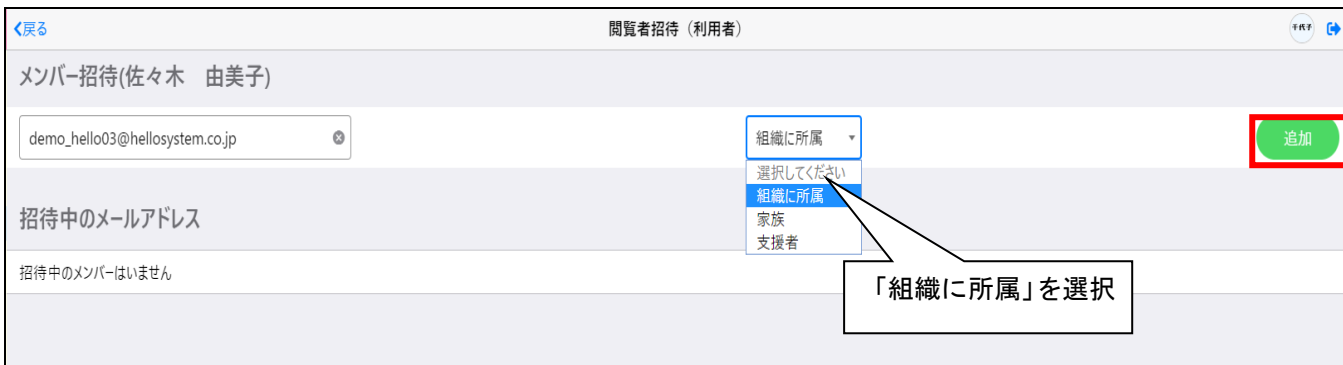 戻る
閲覧者招待（利用者）
千代子
メンバー招待(佐々木　由美子)
demo_hello03@hellosystem.co.jp
組織に所属
追加
選択してください
組織に所属
家族
支援者
招待中のメールアドレス
招待中のメンバーはいません
「組織に所属」を選択